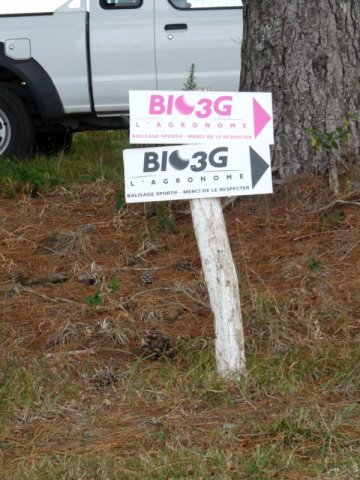 BIO3G
L'AGRONOME
BALISAGE SPORTIF - MERCI DE LE RESPECTER
BIO3G
L'AGRONOME
BALISAGE SPORTIF - MERCI DE LE RESPECTER